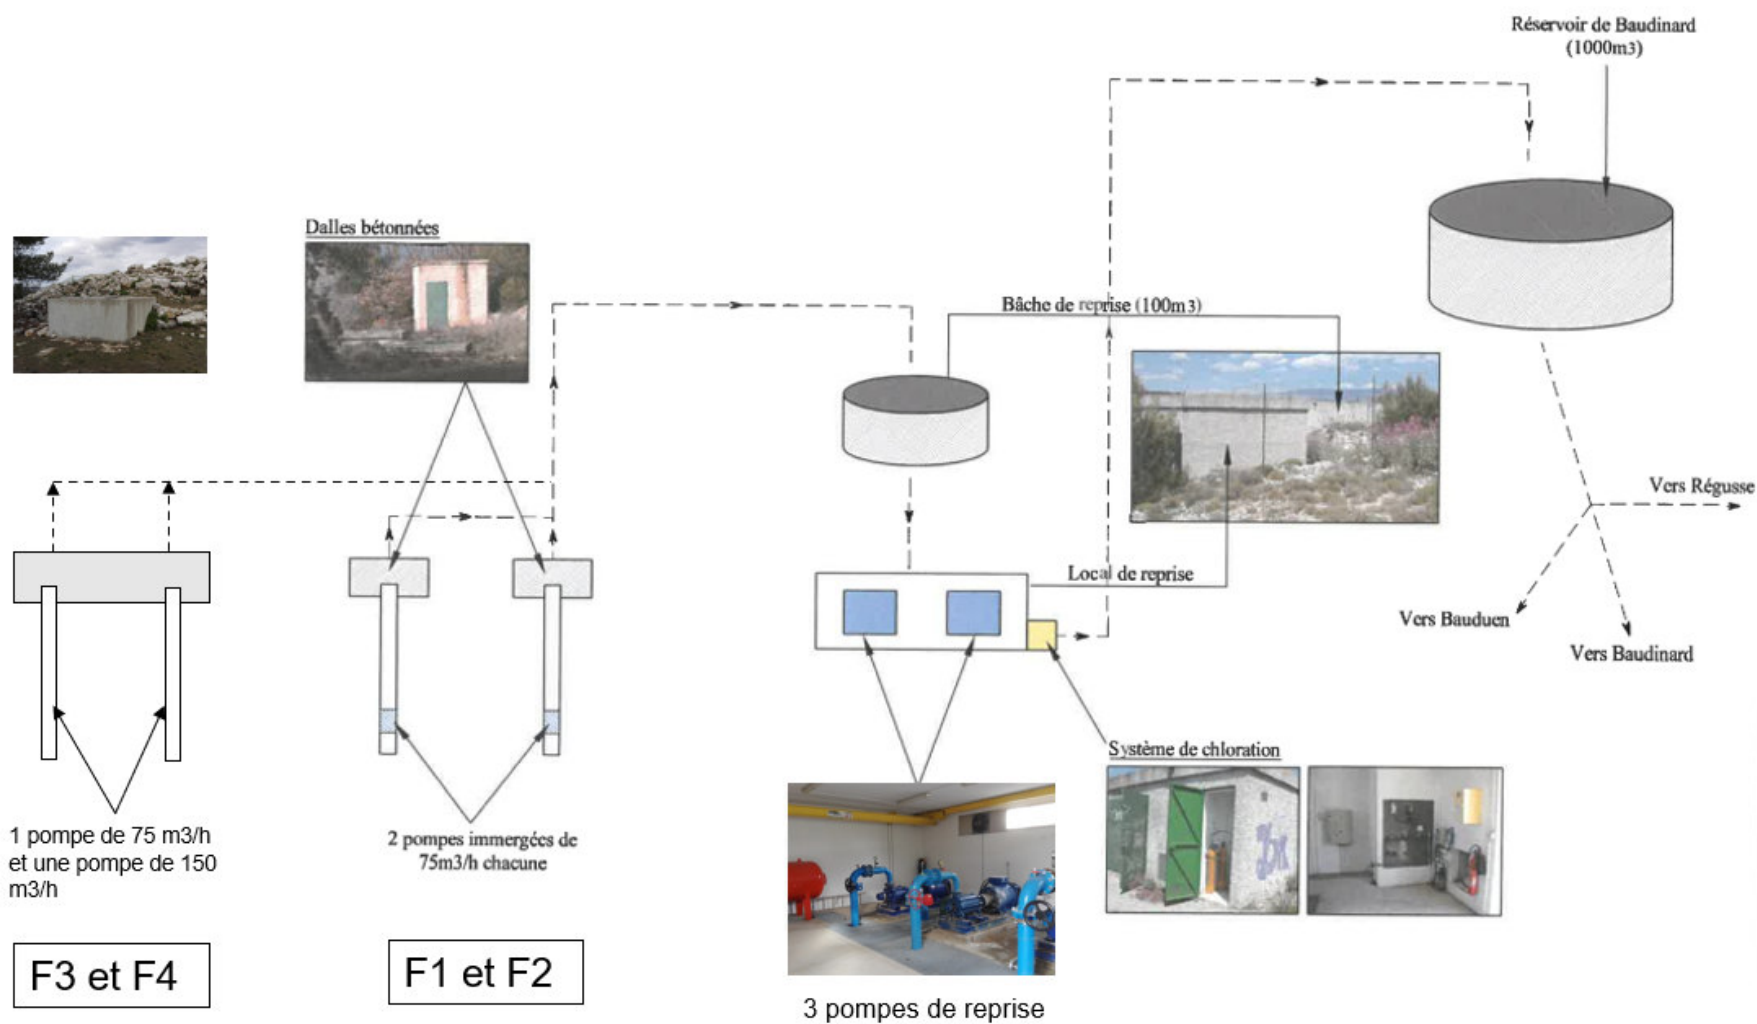 Réservoir de Baudinard
(1000m3)
Dalles bétonnées
Bâche de reprise (100m3)
Vers Régusse
Local de reprise
Vers Bauduen
Vers Baudinard
Système de chloration
1 pompe de 75 m3/h
et une pompe de 150
m3/h
2 pompes immergées de
75m3/h chacune
F3 et F4
F1 et F2
3 pompes de reprise